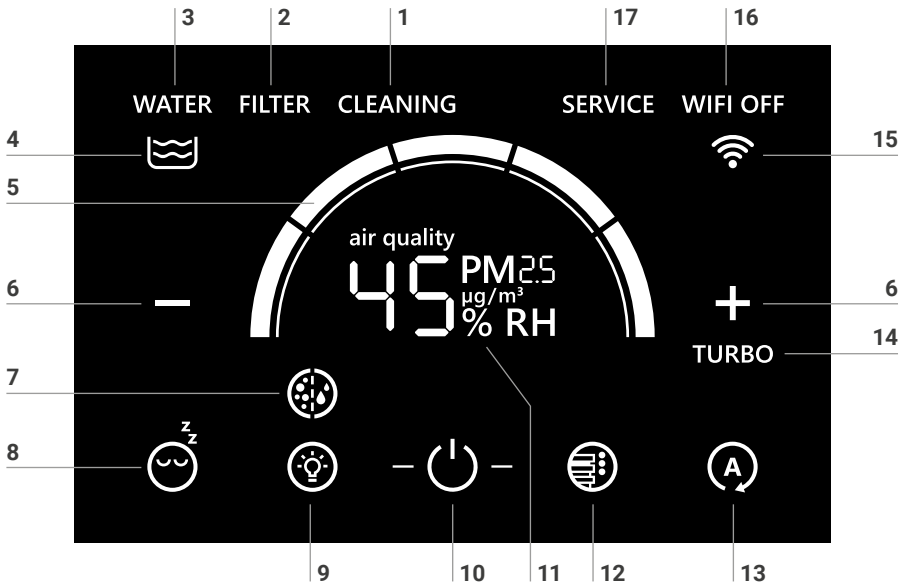 3 2 1 17 16
WATER FILTER CLEANING SERVICE WIFI OFF
4 15
5
air quality
45 PM2.5
µg/m³
% RH
6 6
TURBO 14
7
z
z
8
A
9 10 11 12 13